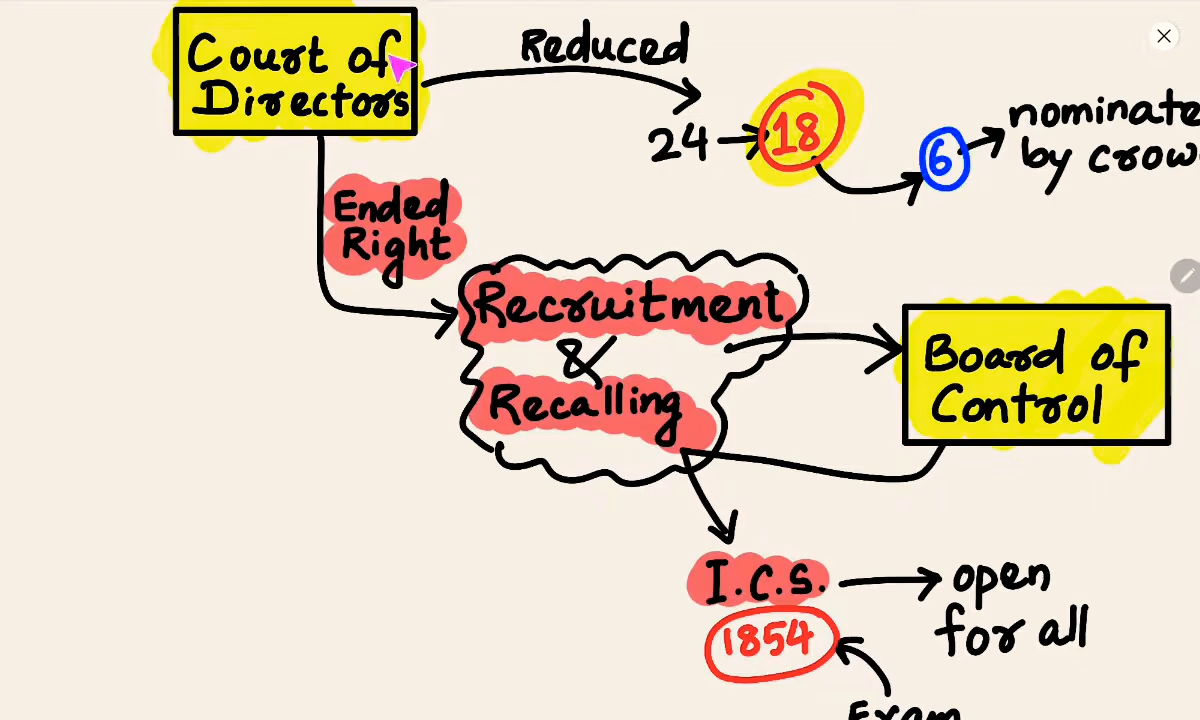 Court of
Directors
Reduced
24
18
6
nominate
by crow
Ended
Right
Recruitment
&
Recalling
Board of
Control
I.C.S.
open
for all
1854
Exam